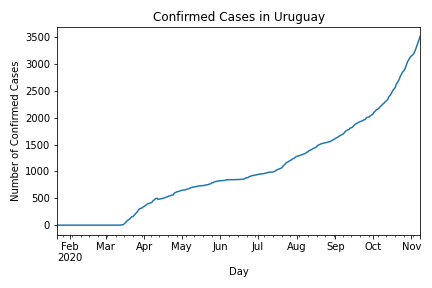 Confirmed Cases in Uruguay
Number of Confirmed Cases
3500
3000
2500
2000
1500
1000
500
0
Feb Mar Apr May Jun Jul Aug Sep Oct Nov
2020
Day